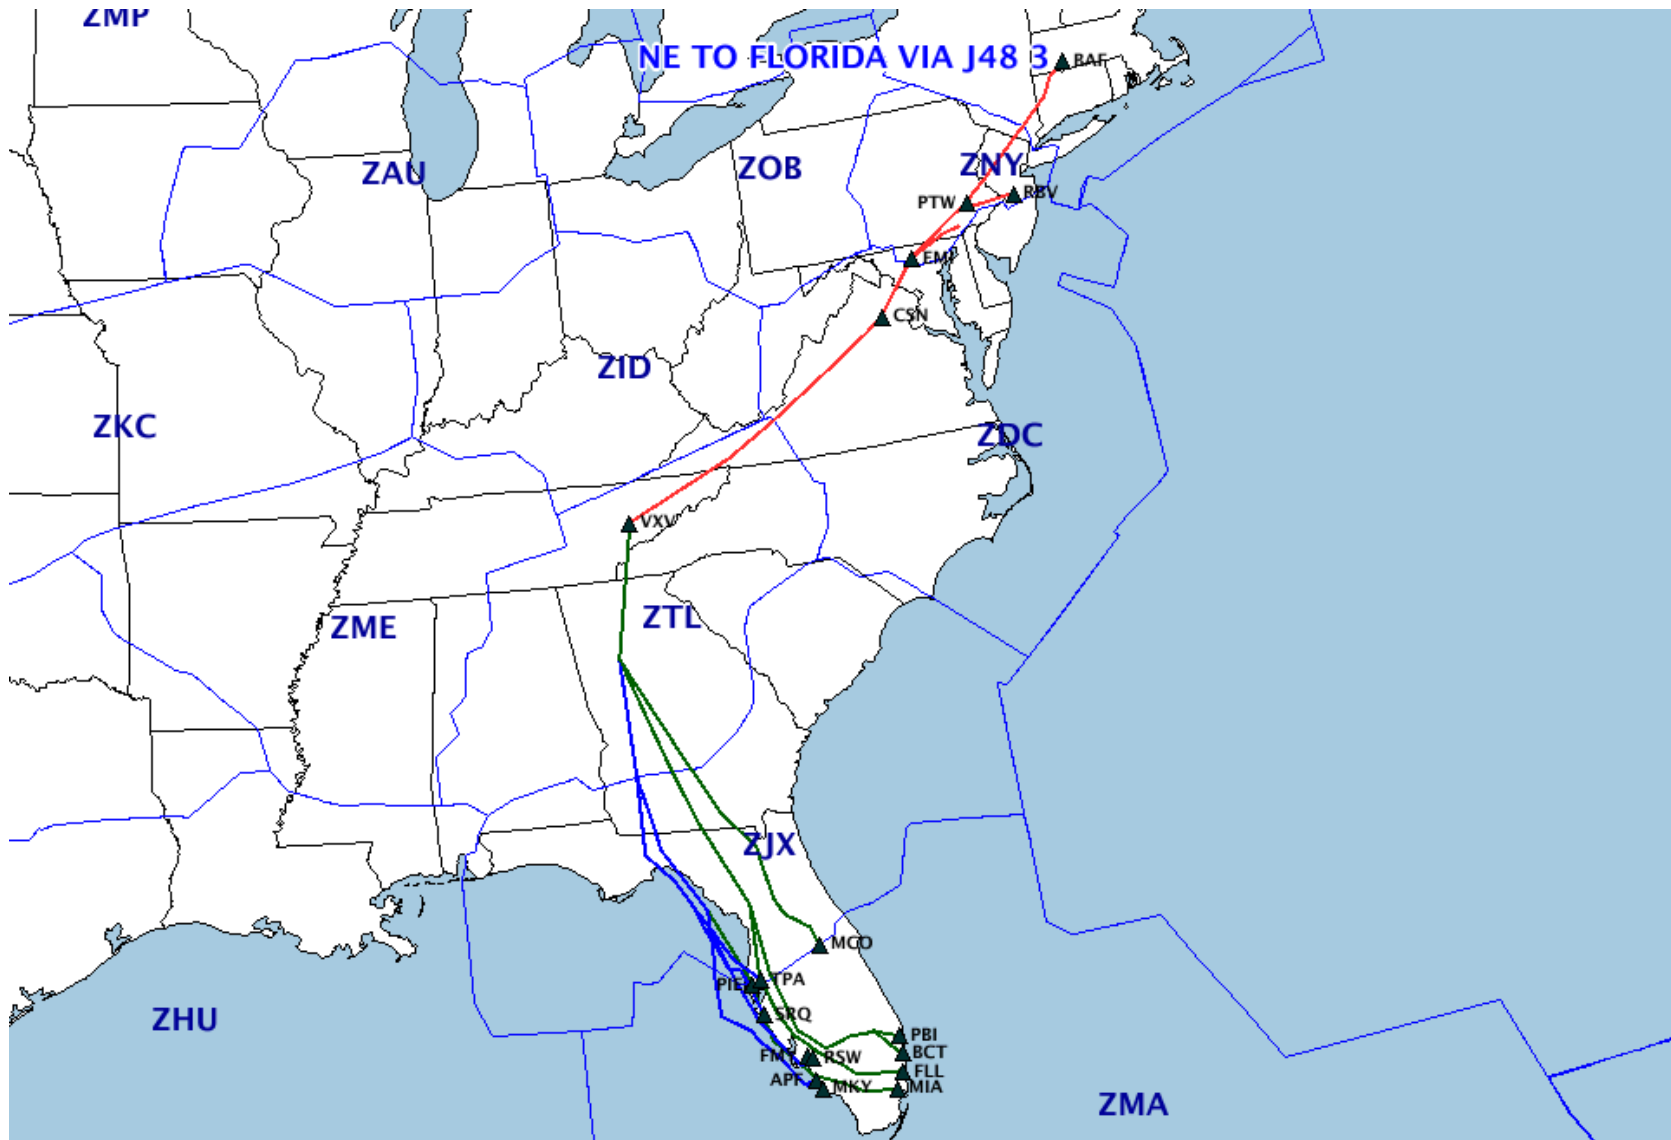 ZMP
NE TO FLORIDA VIA J48 3
BAF
ZAU
ZOB
ZNY
PTW
RBV
EMI
CSN
ZID
ZKC
ZDC
VXV
ZME
ZTL
ZJX
MCO
TPA
PIE
SRQ
ZHU
PBI
FMY
RSW
BCT
FLL
APF
MKY
MIA
ZMA